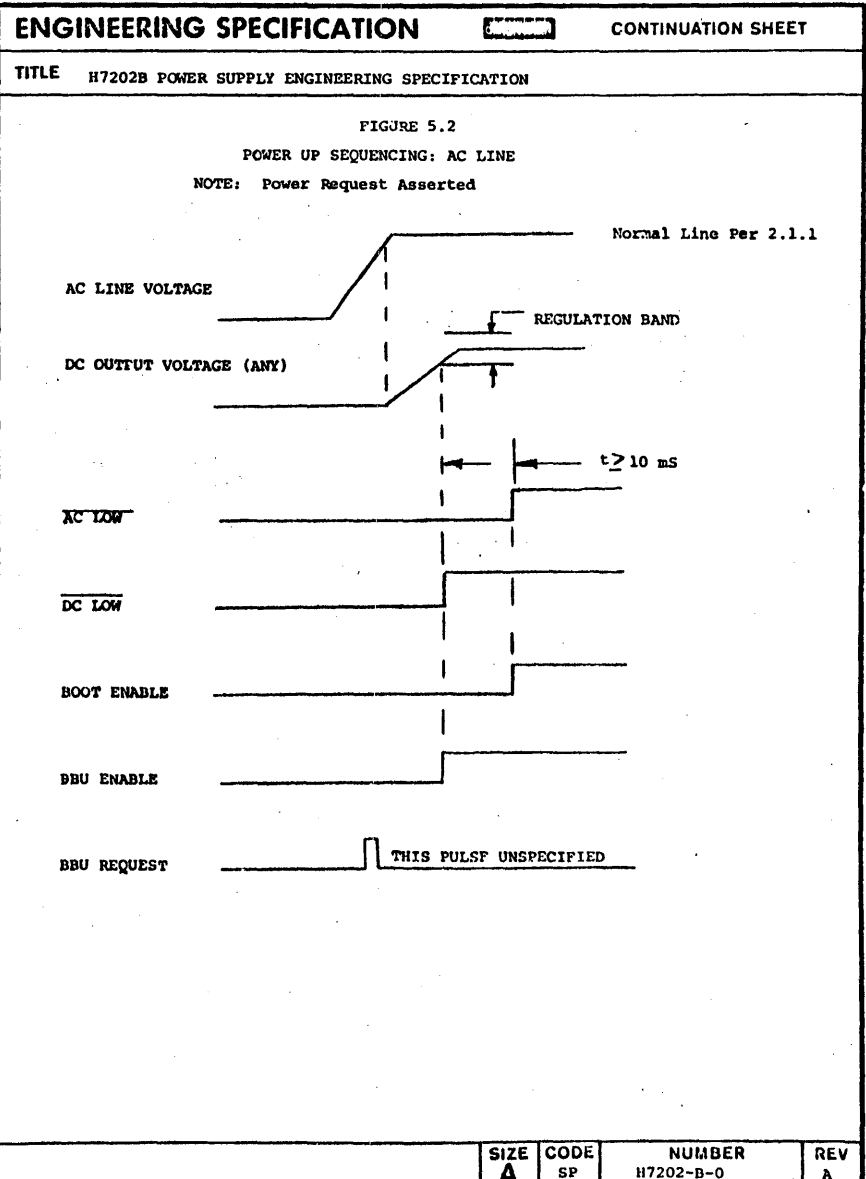 ENGINEERING SPECIFICATION CONTINUATION SHEET
TITLE H7202B POWER SUPPLY ENGINEERING SPECIFICATION
FIGURE 5.2
POWER UP SEQUENCING: AC LINE
NOTE: Power Request Asserted
Normal Line Per 2.1.1
AC LINE VOLTAGE
REGULATION BAND
DC OUTPUT VOLTAGE (ANY)
t≥10 mS
AC LOW
DC LOW
BOOT ENABLE
BBU ENABLE
THIS PULSE UNSPECIFIED
BBU REQUEST
SIZE CODE NUMBER REV
A SP H7202-B-0 A